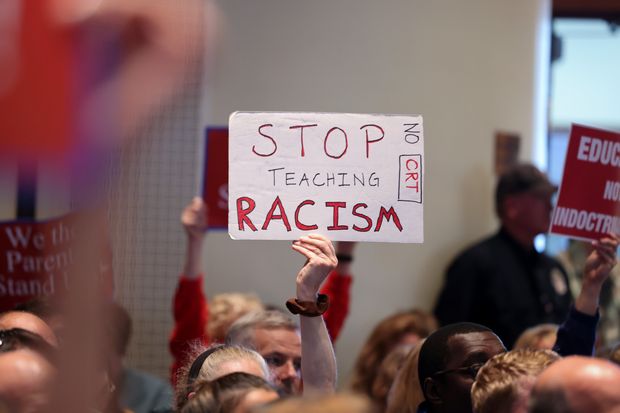 STOP
TEACHING
RACISM
NO
CRT
We the
Parent
Stand U
EDUC
NO
INDOCTR